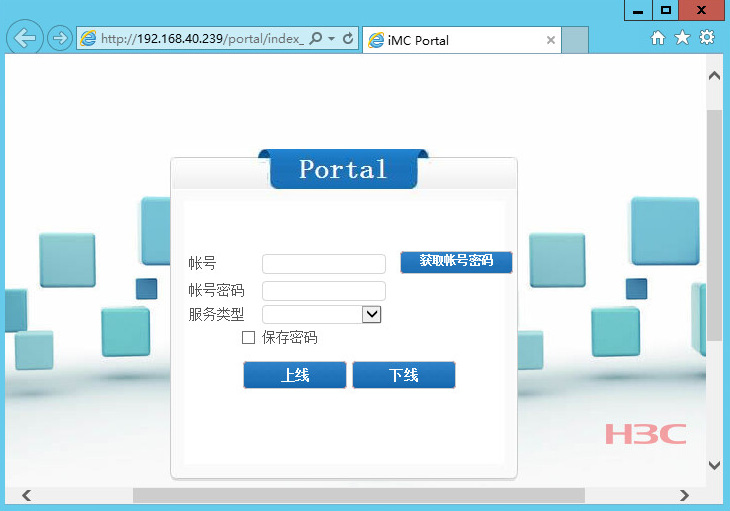 http://192.168.40.239/portal/index_
iMC Portal
Portal
帐号
获取帐号密码
帐号密码
服务类型
保存密码
上线
下线
H3C